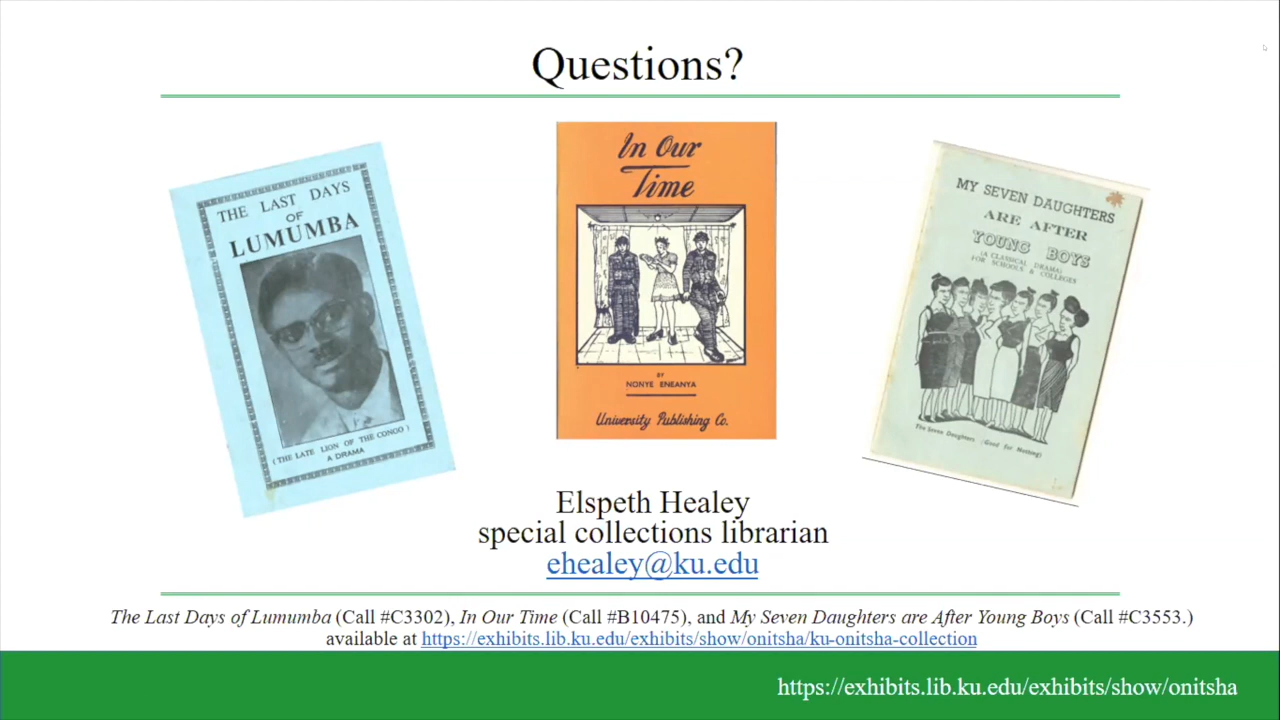 Questions?
THE LAST DAYS
OF
LUMUMBA
(THE LATE LION OF THE CONGO)
A DRAMA
In Our
Time
BY
NONYE ENEANYA
University Publishing Co.
MY SEVEN DAUGHTERS
ARE AFTER
YOUNG BOYS
(A CLASSICAL DRAMA)
FOR SCHOOLS & COLLEGES
The Seven Daughters (Good for Nothing)
Elspeth Healey
special collections librarian
ehealey@ku.edu
The Last Days of Lumumba (Call #C3302), In Our Time (Call #B10475), and My Seven Daughters are After Young Boys (Call #C3553.)
available at https://exhibits.lib.ku.edu/exhibits/show/onitsha/ku-onitsha-collection
https://exhibits.lib.ku.edu/exhibits/show/onitsha